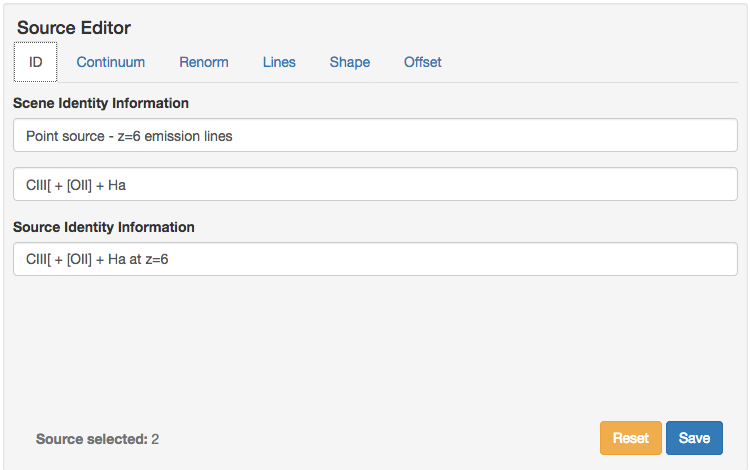 Source Editor
ID Continuum Renorm Lines Shape Offset
Scene Identity Information
Point source - z=6 emission lines
CIII[ + [OII] + Ha
Source Identity Information
CIII[ + [OII] + Ha at z=6
Source selected: 2 Reset Save